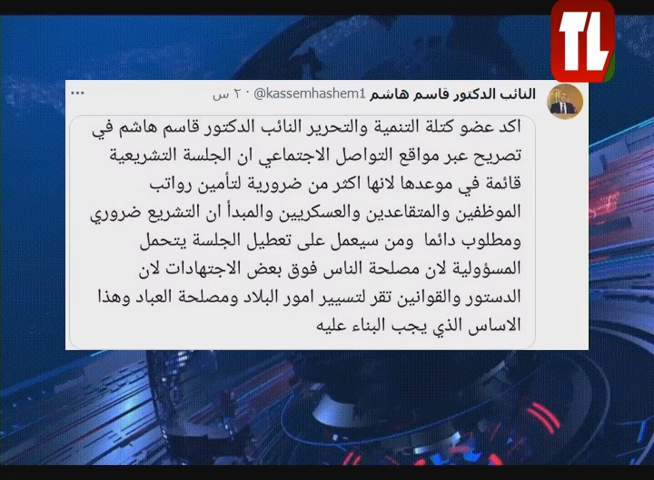 TL
النائب الدكتور قاسم هاشم @kassemhashem1 · ٢ س
اكد عضو كتلة التنمية والتحرير النائب الدكتور قاسم هاشم في
تصريح عبر مواقع التواصل الاجتماعي ان الجلسة التشريعية
قائمة في موعدها لانها اكثر من ضرورية لتأمين رواتب
الموظفين والمتقاعدين والعسكريين والمبدأ ان التشريع ضروري
ومطلوب دائما ومن سيعمل على تعطيل الجلسة يتحمل
المسؤولية لان مصلحة الناس فوق بعض الاجتهادات لان
الدستور والقوانين تقر لتسيير امور البلاد ومصلحة العباد وهذا
الاساس الذي يجب البناء عليه